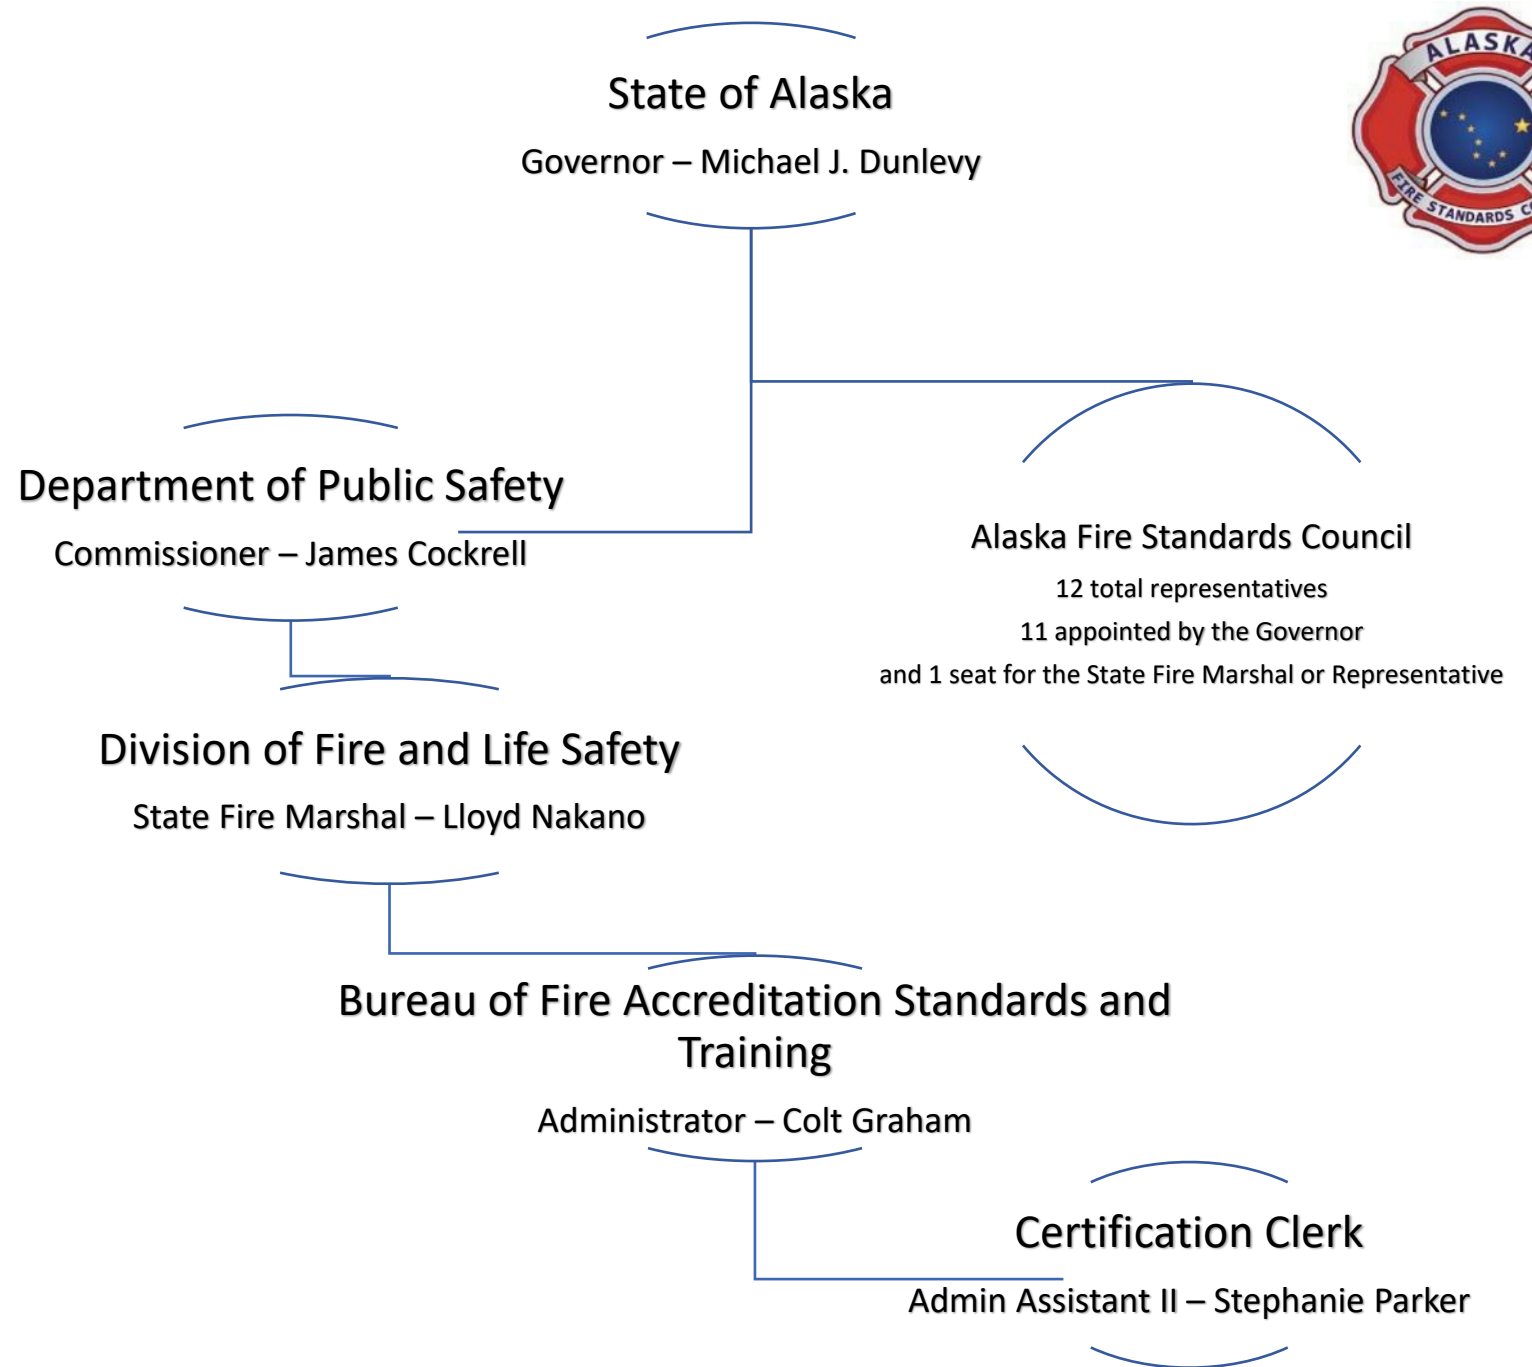 ALASKA
FIRE STANDARDS
State of Alaska
Governor – Michael J. Dunlevy
Department of Public Safety
Commissioner – James Cockrell
Alaska Fire Standards Council
12 total representatives
11 appointed by the Governor
and 1 seat for the State Fire Marshal or Representative
Division of Fire and Life Safety
State Fire Marshal – Lloyd Nakano
Bureau of Fire Accreditation Standards and
Training
Administrator – Colt Graham
Certification Clerk
Admin Assistant II – Stephanie Parker